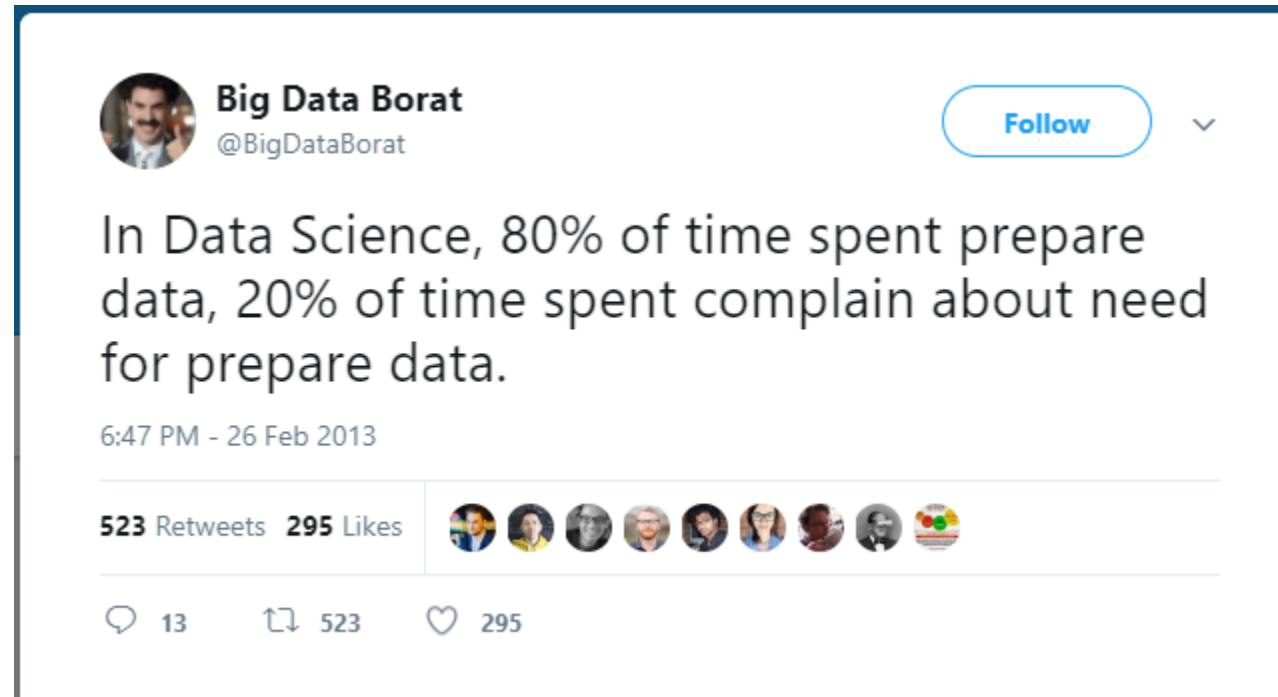 Big Data Borat
@BigDataBorat
Follow
In Data Science, 80% of time spent prepare
data, 20% of time spent complain about need
for prepare data.
6:47 PM - 26 Feb 2013
523 Retweets 295 Likes
13 523 295